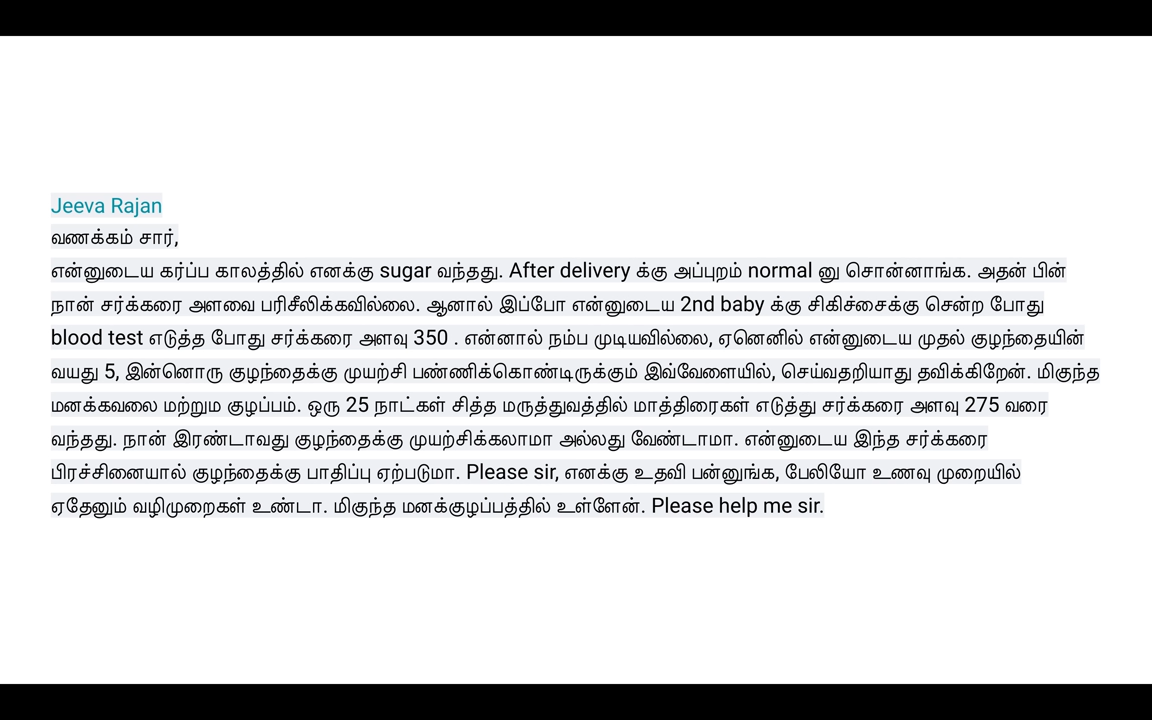 Jeeva Rajan
வணக்கம் சார்,
என்னுடைய கர்ப்ப காலத்தில் எனக்கு sugar வந்தது. After delivery க்கு அப்புறம் normal னு சொன்னாங்க. அதன் பின்
நான் சர்க்கரை அளவை பரிசீலிக்கவில்லை. ஆனால் இப்போ என்னுடைய 2nd baby க்கு சிகிச்சைக்கு சென்ற போது
blood test எடுத்த போது சர்க்கரை அளவு 350 . என்னால் நம்ப முடியவில்லை, ஏனெனில் என்னுடைய முதல் குழந்தையின்
வயது 5, இன்னொரு குழந்தைக்கு முயற்சி பண்ணிக்கொண்டிருக்கும் இவ்வேளையில், செய்வதறியாது தவிக்கிறேன். மிகுந்த
மனக்கவலை மற்றும குழப்பம். ஒரு 25 நாட்கள் சித்த மருத்துவத்தில் மாத்திரைகள் எடுத்து சர்க்கரை அளவு 275 வரை
வந்தது. நான் இரண்டாவது குழந்தைக்கு முயற்சிக்கலாமா அல்லது வேண்டாமா. என்னுடைய இந்த சர்க்கரை
பிரச்சினையால் குழந்தைக்கு பாதிப்பு ஏற்படுமா. Please sir, எனக்கு உதவி பன்னுங்க, பேலியோ உணவு முறையில்
ஏதேனும் வழிமுறைகள் உண்டா. மிகுந்த மனக்குழப்பத்தில் உள்ளேன். Please help me sir.